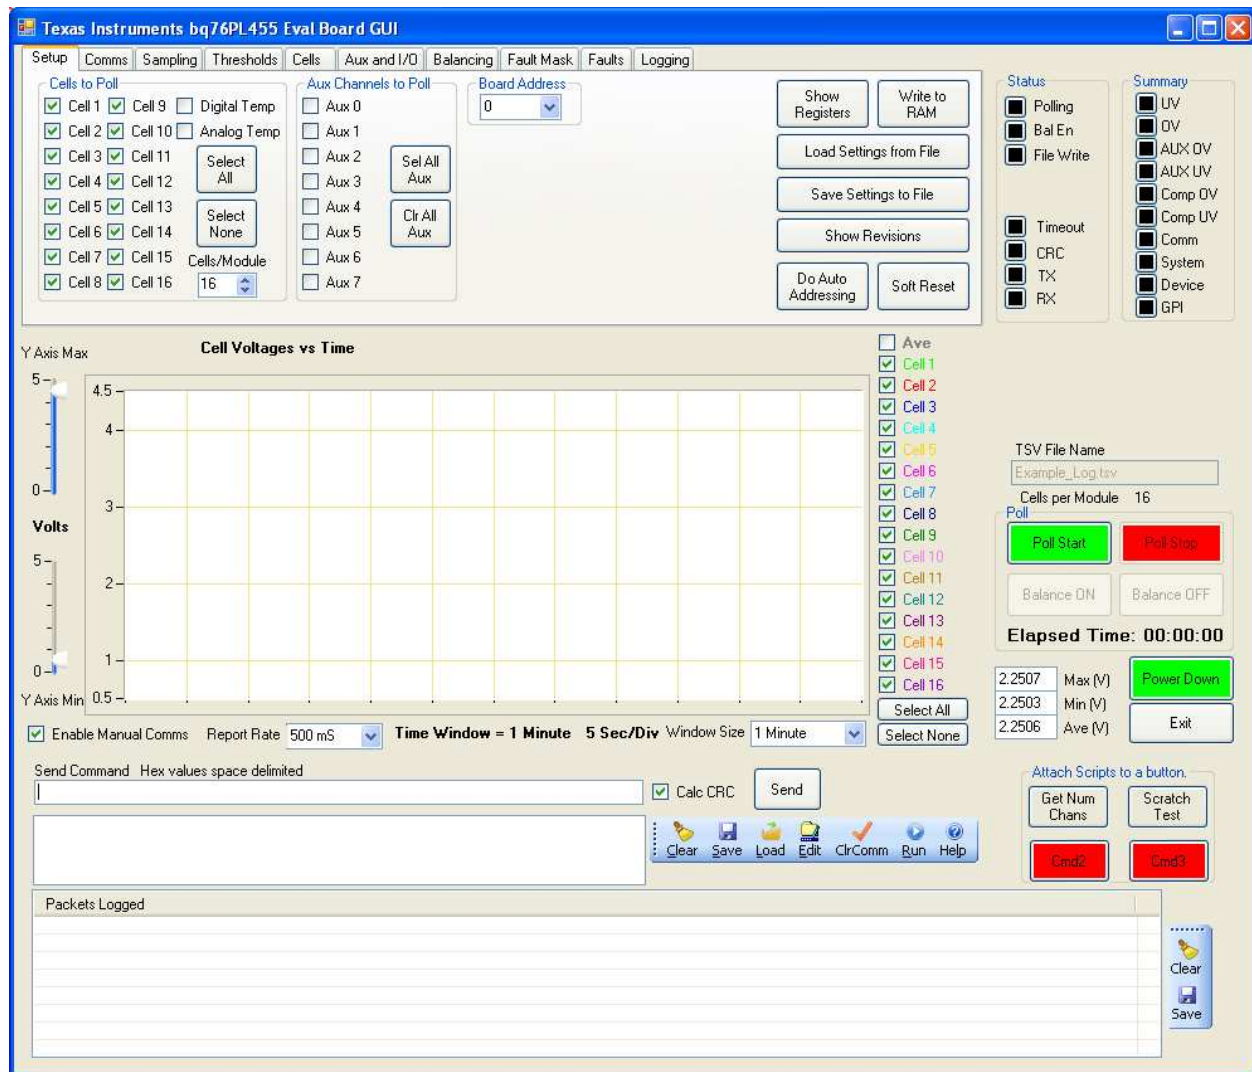 Texas Instruments bq76PL455 Eval Board GUI
Setup Comms Sampling Thresholds Cells Aux and I/O Balancing Fault Mask Faults Logging
Cells to Poll
Cell 1 Cell 9 Digital Temp
Cell 2 Cell 10 Analog Temp
Cell 3 Cell 11
Cell 4 Cell 12
Cell 5 Cell 13
Cell 6 Cell 14
Cell 7 Cell 15
Cell 8 Cell 16
Select All
Select None
Cells/Module
16
Aux Channels to Poll
Aux 0
Aux 1
Aux 2
Aux 3
Aux 4
Aux 5
Aux 6
Aux 7
Sel All Aux
Clr All Aux
Board Address
0
Show Registers
Write to RAM
Load Settings from File
Save Settings to File
Show Revisions
Do Auto Addressing
Soft Reset
Status
Polling
Bal En
File Write
Timeout
CRC
TX
RX
Summary
UV
OV
AUX OV
AUX UV
Comp OV
Comp UV
Comm
System
Device
GPI
Y Axis Max
Cell Voltages vs Time
5
0
Volts
5
0
Y Axis Min
4.5
4
3
2
1
0.5
Ave
Cell 1
Cell 2
Cell 3
Cell 4
Cell 5
Cell 6
Cell 7
Cell 8
Cell 9
Cell 10
Cell 11
Cell 12
Cell 13
Cell 14
Cell 15
Cell 16
Select All
Select None
TSV File Name
Example_Log.tsv
Cells per Module 16
Poll
Poll Start
Poll Stop
Balance ON
Balance OFF
Elapsed Time: 00:00:00
2.2507 Max (V)
2.2503 Min (V)
2.2506 Ave (V)
Power Down
Exit
Enable Manual Comms Report Rate 500 mS Time Window = 1 Minute 5 Sec/Div Window Size 1 Minute
Send Command Hex values space delimited
Calc CRC
Send
Clear Save Load Edit ClrComm Run Help
Attach Scripts to a button.
Get Num Chans
Scratch Test
Cmd2
Cmd3
Packets Logged
Clear
Save